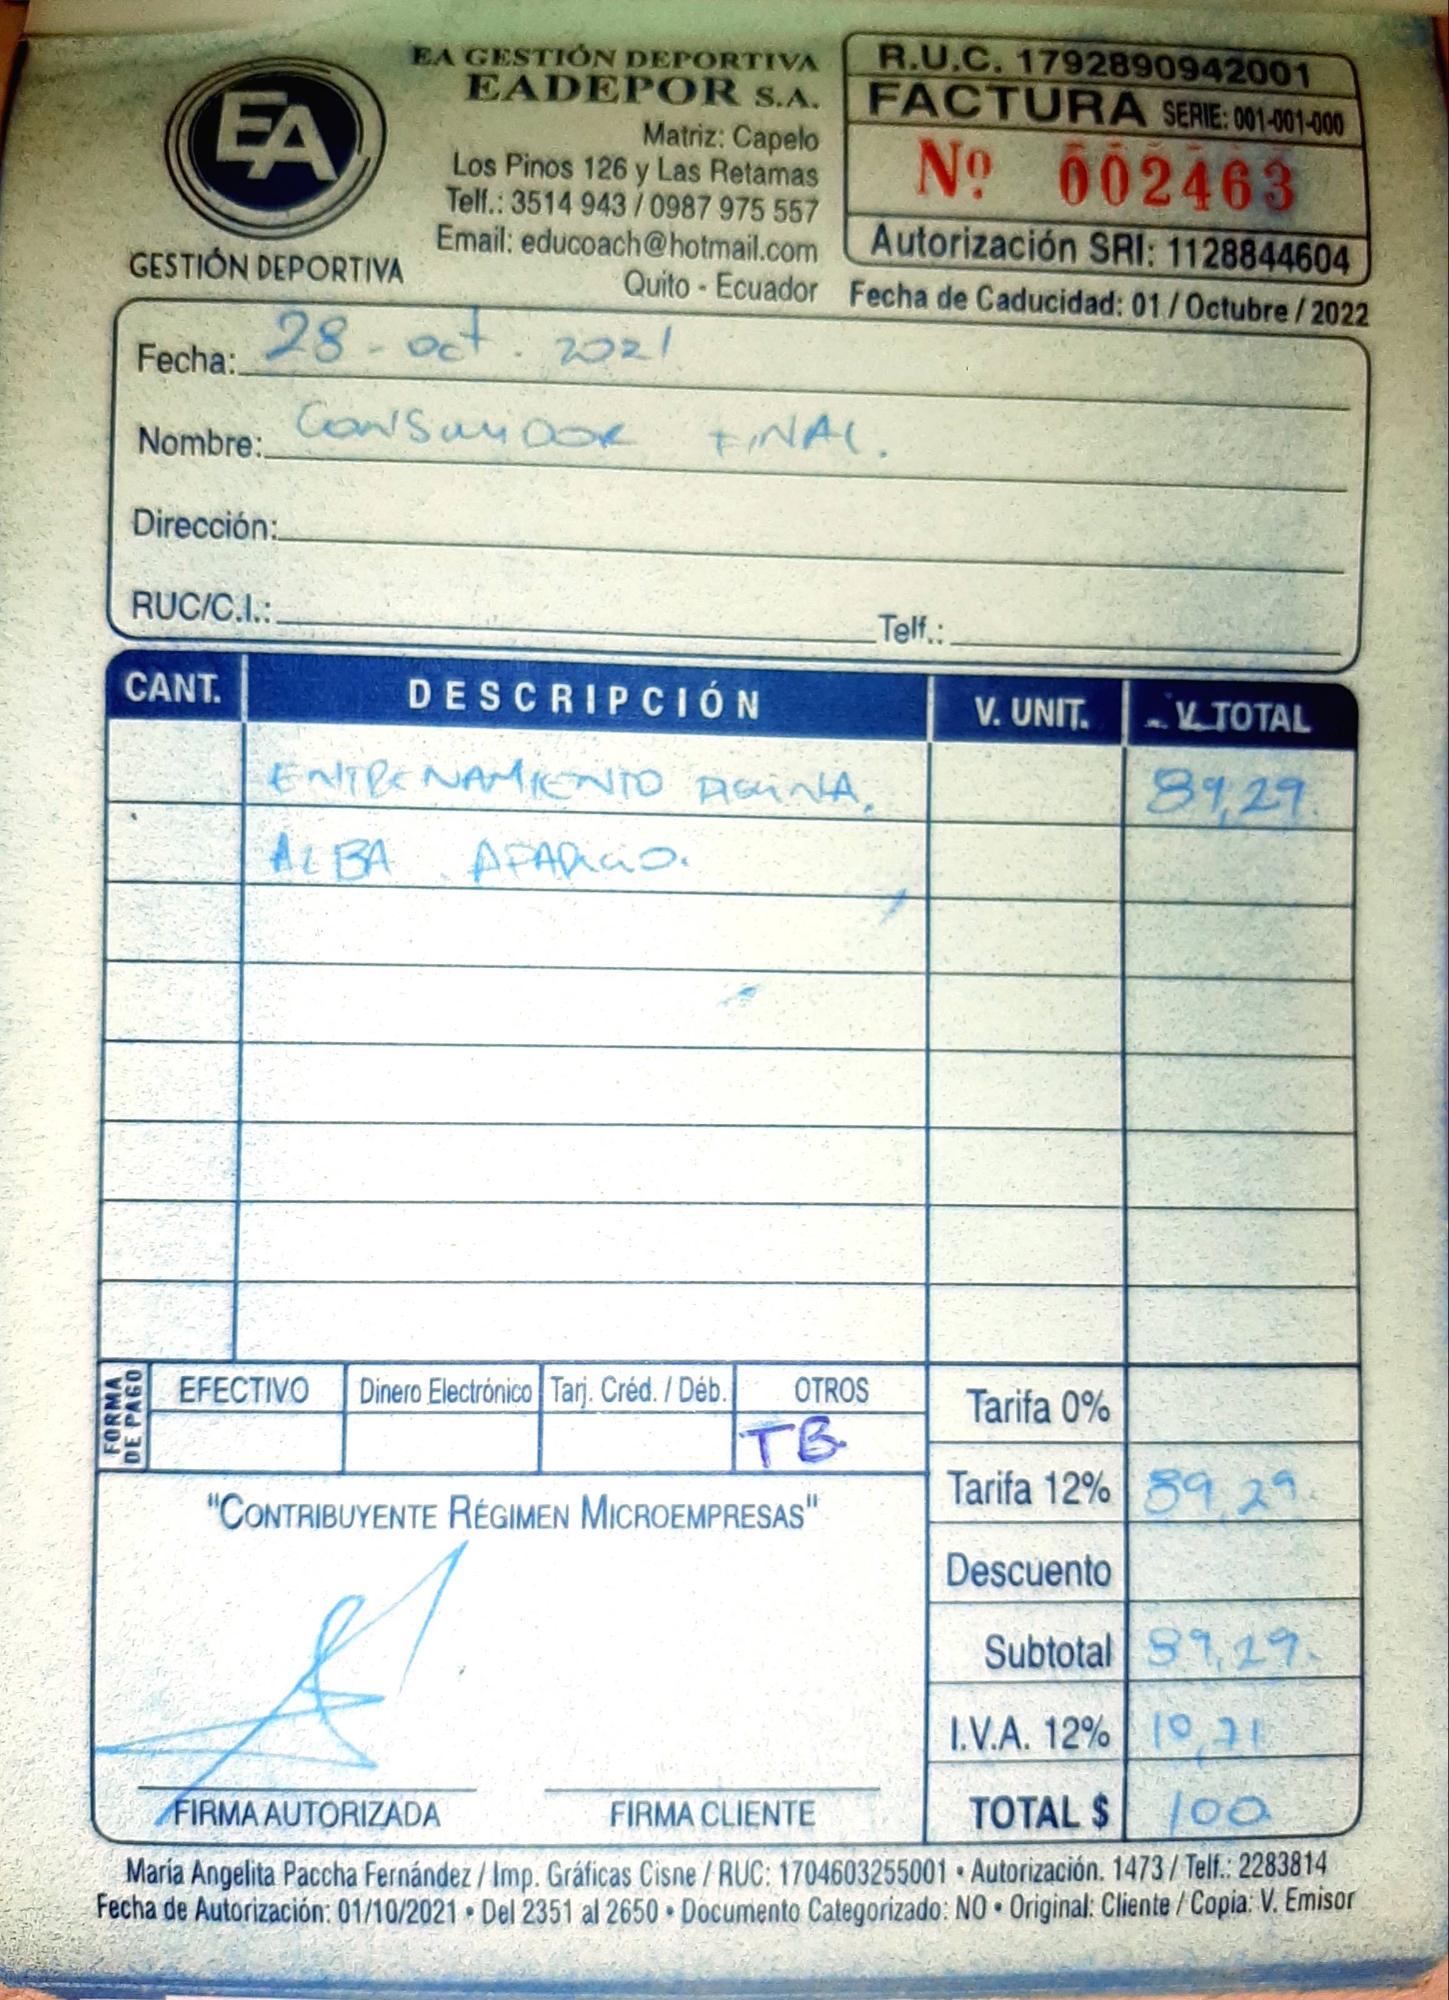 EA
GESTIÓN DEPORTIVA
EA GESTIÓN DEPORTIVA
EADEPOR S.A.
Matriz: Capelo
Los Pinos 126 y Las Retamas
Telf.: 3514 943 / 0987 975 557
Email: educoach@hotmail.com
Quito - Ecuador
R.U.C. 1792890942001
FACTURA SERIE: 001-001-000
Nº 002463
Autorización SRI: 1128844604
Fecha de Caducidad: 01 / Octubre / 2022
Fecha: 28 - oct . 2021
Nombre: CONSUMIDOR FINAL.
Dirección:
RUC/C.I.: Telf.:
CANT. DESCRIPCIÓN V. UNIT. V. TOTAL
ENTRENAMIENTO 89,29.
ALBA APARICIO.
FORMA DE PAGO
EFECTIVO Dinero Electrónico Tarj. Créd. / Déb. OTROS
TB
Tarifa 0%
Tarifa 12% 89,29.
Descuento
Subtotal 89,29.
I.V.A. 12% 10,71
TOTAL $ 100
"CONTRIBUYENTE RÉGIMEN MICROEMPRESAS"
FIRMA AUTORIZADA FIRMA CLIENTE
María Angelita Paccha Fernández / Imp. Gráficas Cisne / RUC: 1704603255001 • Autorización. 1473 / Telf.: 2283814
Fecha de Autorización: 01/10/2021 • Del 2351 al 2650 • Documento Categorizado: NO • Original: Cliente / Copia: V. Emisor